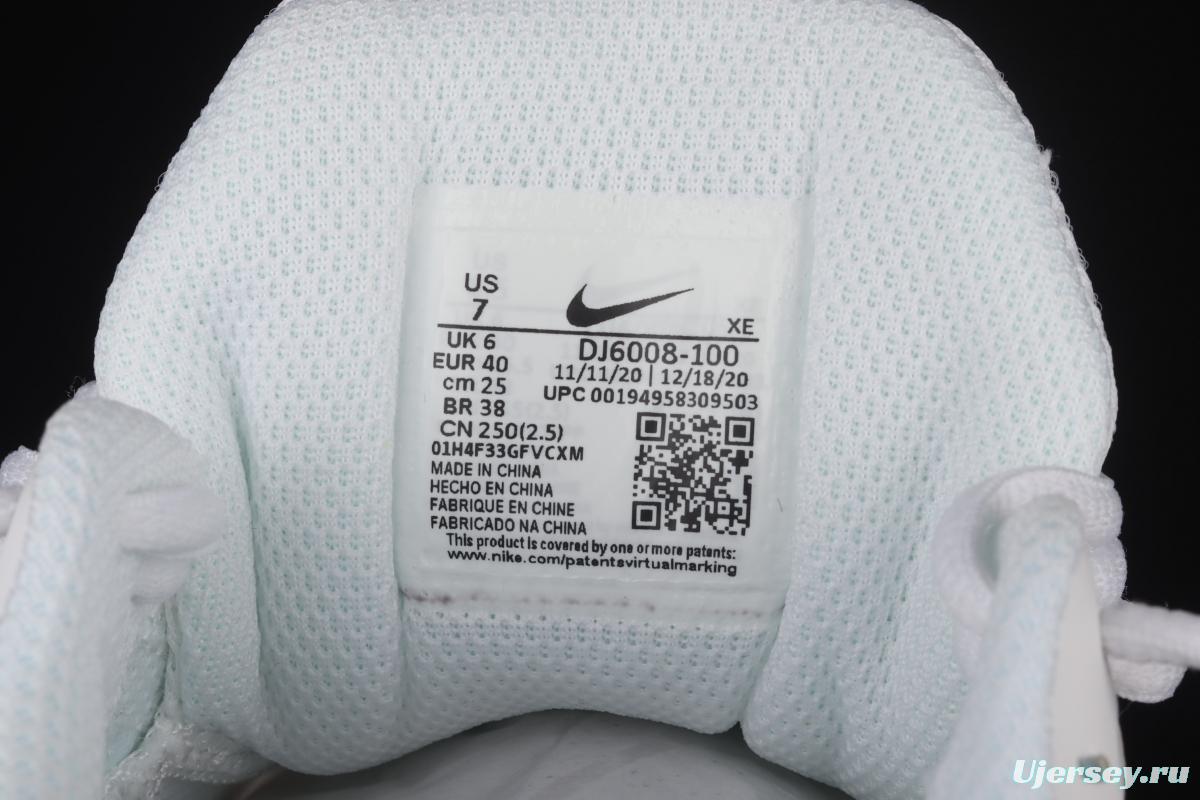 US
7
XE
UK 6
EUR 40
cm 25
BR 38
CN 250(2.5)
DJ6008-100
11/11/20 | 12/18/20
UPC 00194958309503
01H4F33GFVCXM
MADE IN CHINA
HECHO EN CHINA
FABRIQUE EN CHINE
FABRICADO NA CHINA
This product is covered by one or more patents:
www.nike.com/patentsvirtualmarking
Ujersey.ru